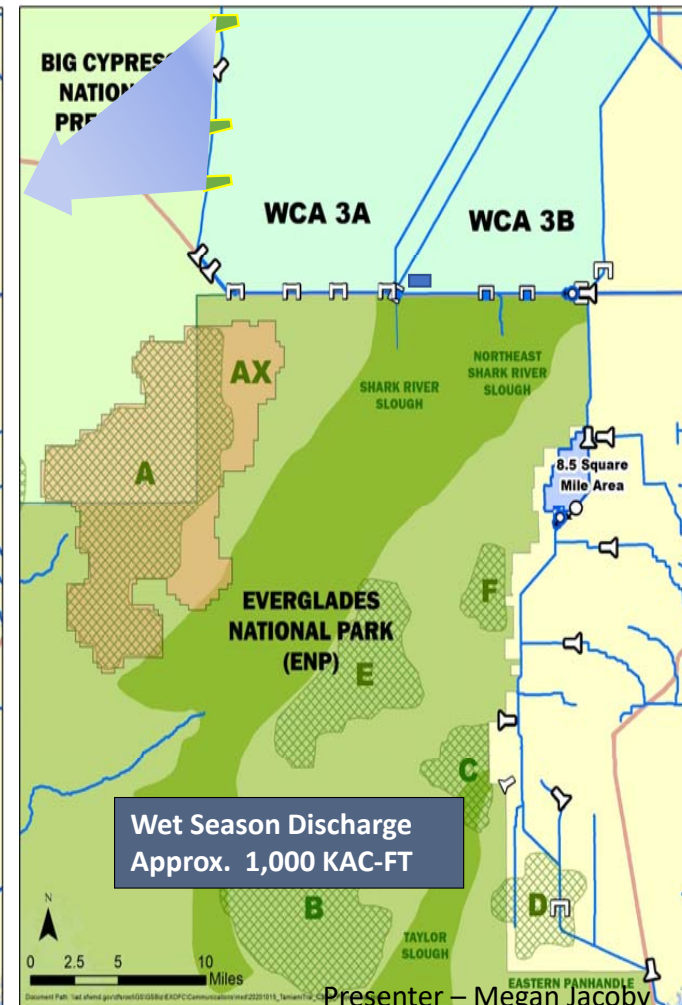 BIG CYPRES
NATION
PRE
WCA 3A
WCA 3B
AX
SHARK RIVER
SLOUGH
NORTHEAST
SHARK RIVER
SLOUGH
A
8.5 Square
Mile Area
F
EVERGLADES
NATIONAL PARK
(ENP)
E
C
Wet Season Discharge
Approx. 1,000 KAC-FT
B
D
N
TAYLOR
SLOUGH
0 2.5 5 10
Miles
EASTERN PANHANDLE
Presenter – Megan Jacoby